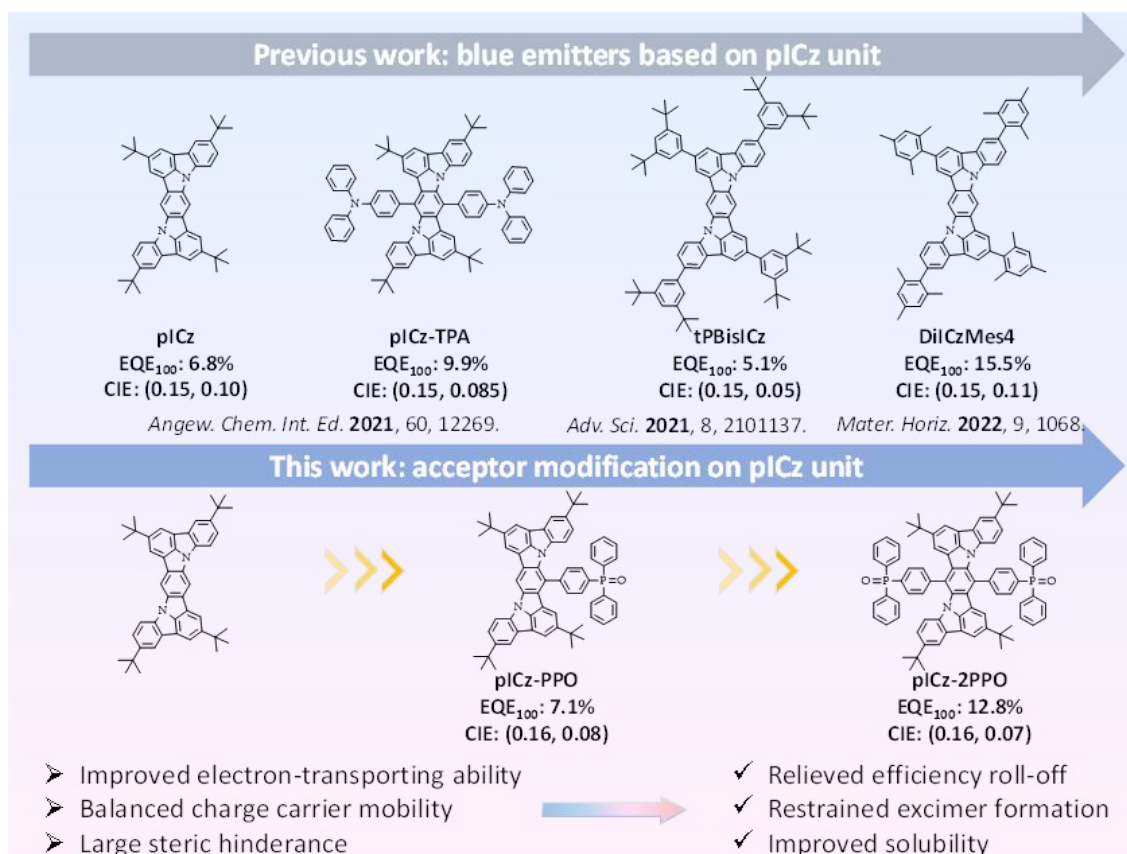 Previous work: blue emitters based on pICz unit
pICz
EQE100: 6.8%
CIE: (0.15, 0.10)
pICz-TPA
EQE100: 9.9%
CIE: (0.15, 0.085)
tPBisICz
EQE100: 5.1%
CIE: (0.15, 0.05)
DiICzMes4
EQE100: 15.5%
CIE: (0.15, 0.11)
Angew. Chem. Int. Ed. 2021, 60, 12269.
Adv. Sci. 2021, 8, 2101137.
Mater. Horiz. 2022, 9, 1068.
This work: acceptor modification on pICz unit
pICz-PPO
EQE100: 7.1%
CIE: (0.16, 0.08)
pICz-2PPO
EQE100: 12.8%
CIE: (0.16, 0.07)
➤ Improved electron-transporting ability
➤ Balanced charge carrier mobility
➤ Large steric hinderance
✓ Relieved efficiency roll-off
✓ Restrained excimer formation
✓ Improved solubility